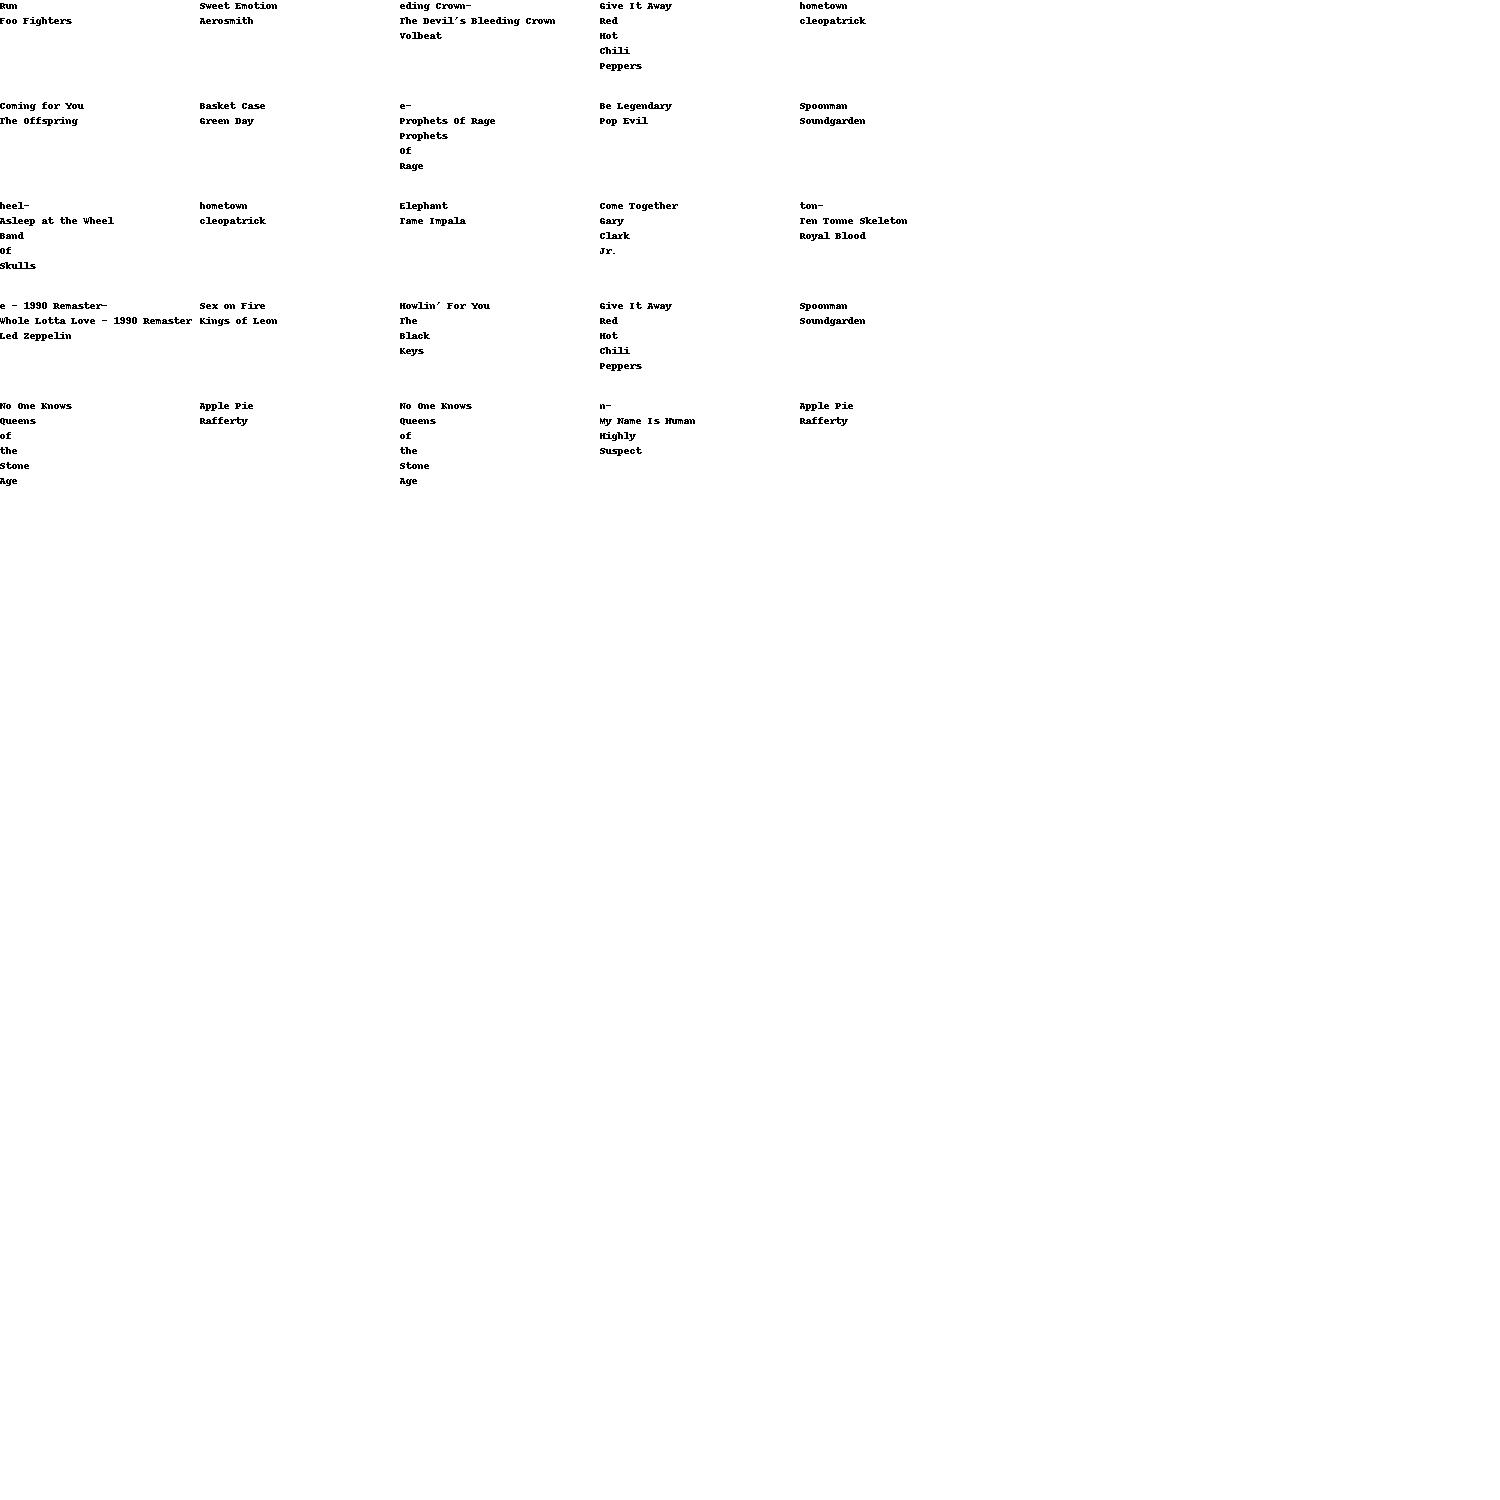 Run
Foo Fighters
Sweet Emotion
Aerosmith
eding Crown-
The Devil's Bleeding Crown
Volbeat
Give It Away
Red
Hot
Chili
Peppers
hometown
cleopatrick
Coming for You
The Offspring
Basket Case
Green Day
e-
Prophets Of Rage
Prophets
Of
Rage
Be Legendary
Pop Evil
Spoonman
Soundgarden
heel-
Asleep at the Wheel
Band
Of
Skulls
hometown
cleopatrick
Elephant
Tame Impala
Come Together
Gary
Clark
Jr.
ton-
Ten Tonne Skeleton
Royal Blood
e - 1990 Remaster-
Whole Lotta Love - 1990 Remaster
Led Zeppelin
Sex on Fire
Kings of Leon
Howlin' For You
The
Black
Keys
Give It Away
Red
Hot
Chili
Peppers
Spoonman
Soundgarden
No One Knows
Queens
of
the
Stone
Age
Apple Pie
Rafferty
No One Knows
Queens
of
the
Stone
Age
n-
My Name Is Human
Highly
Suspect
Apple Pie
Rafferty